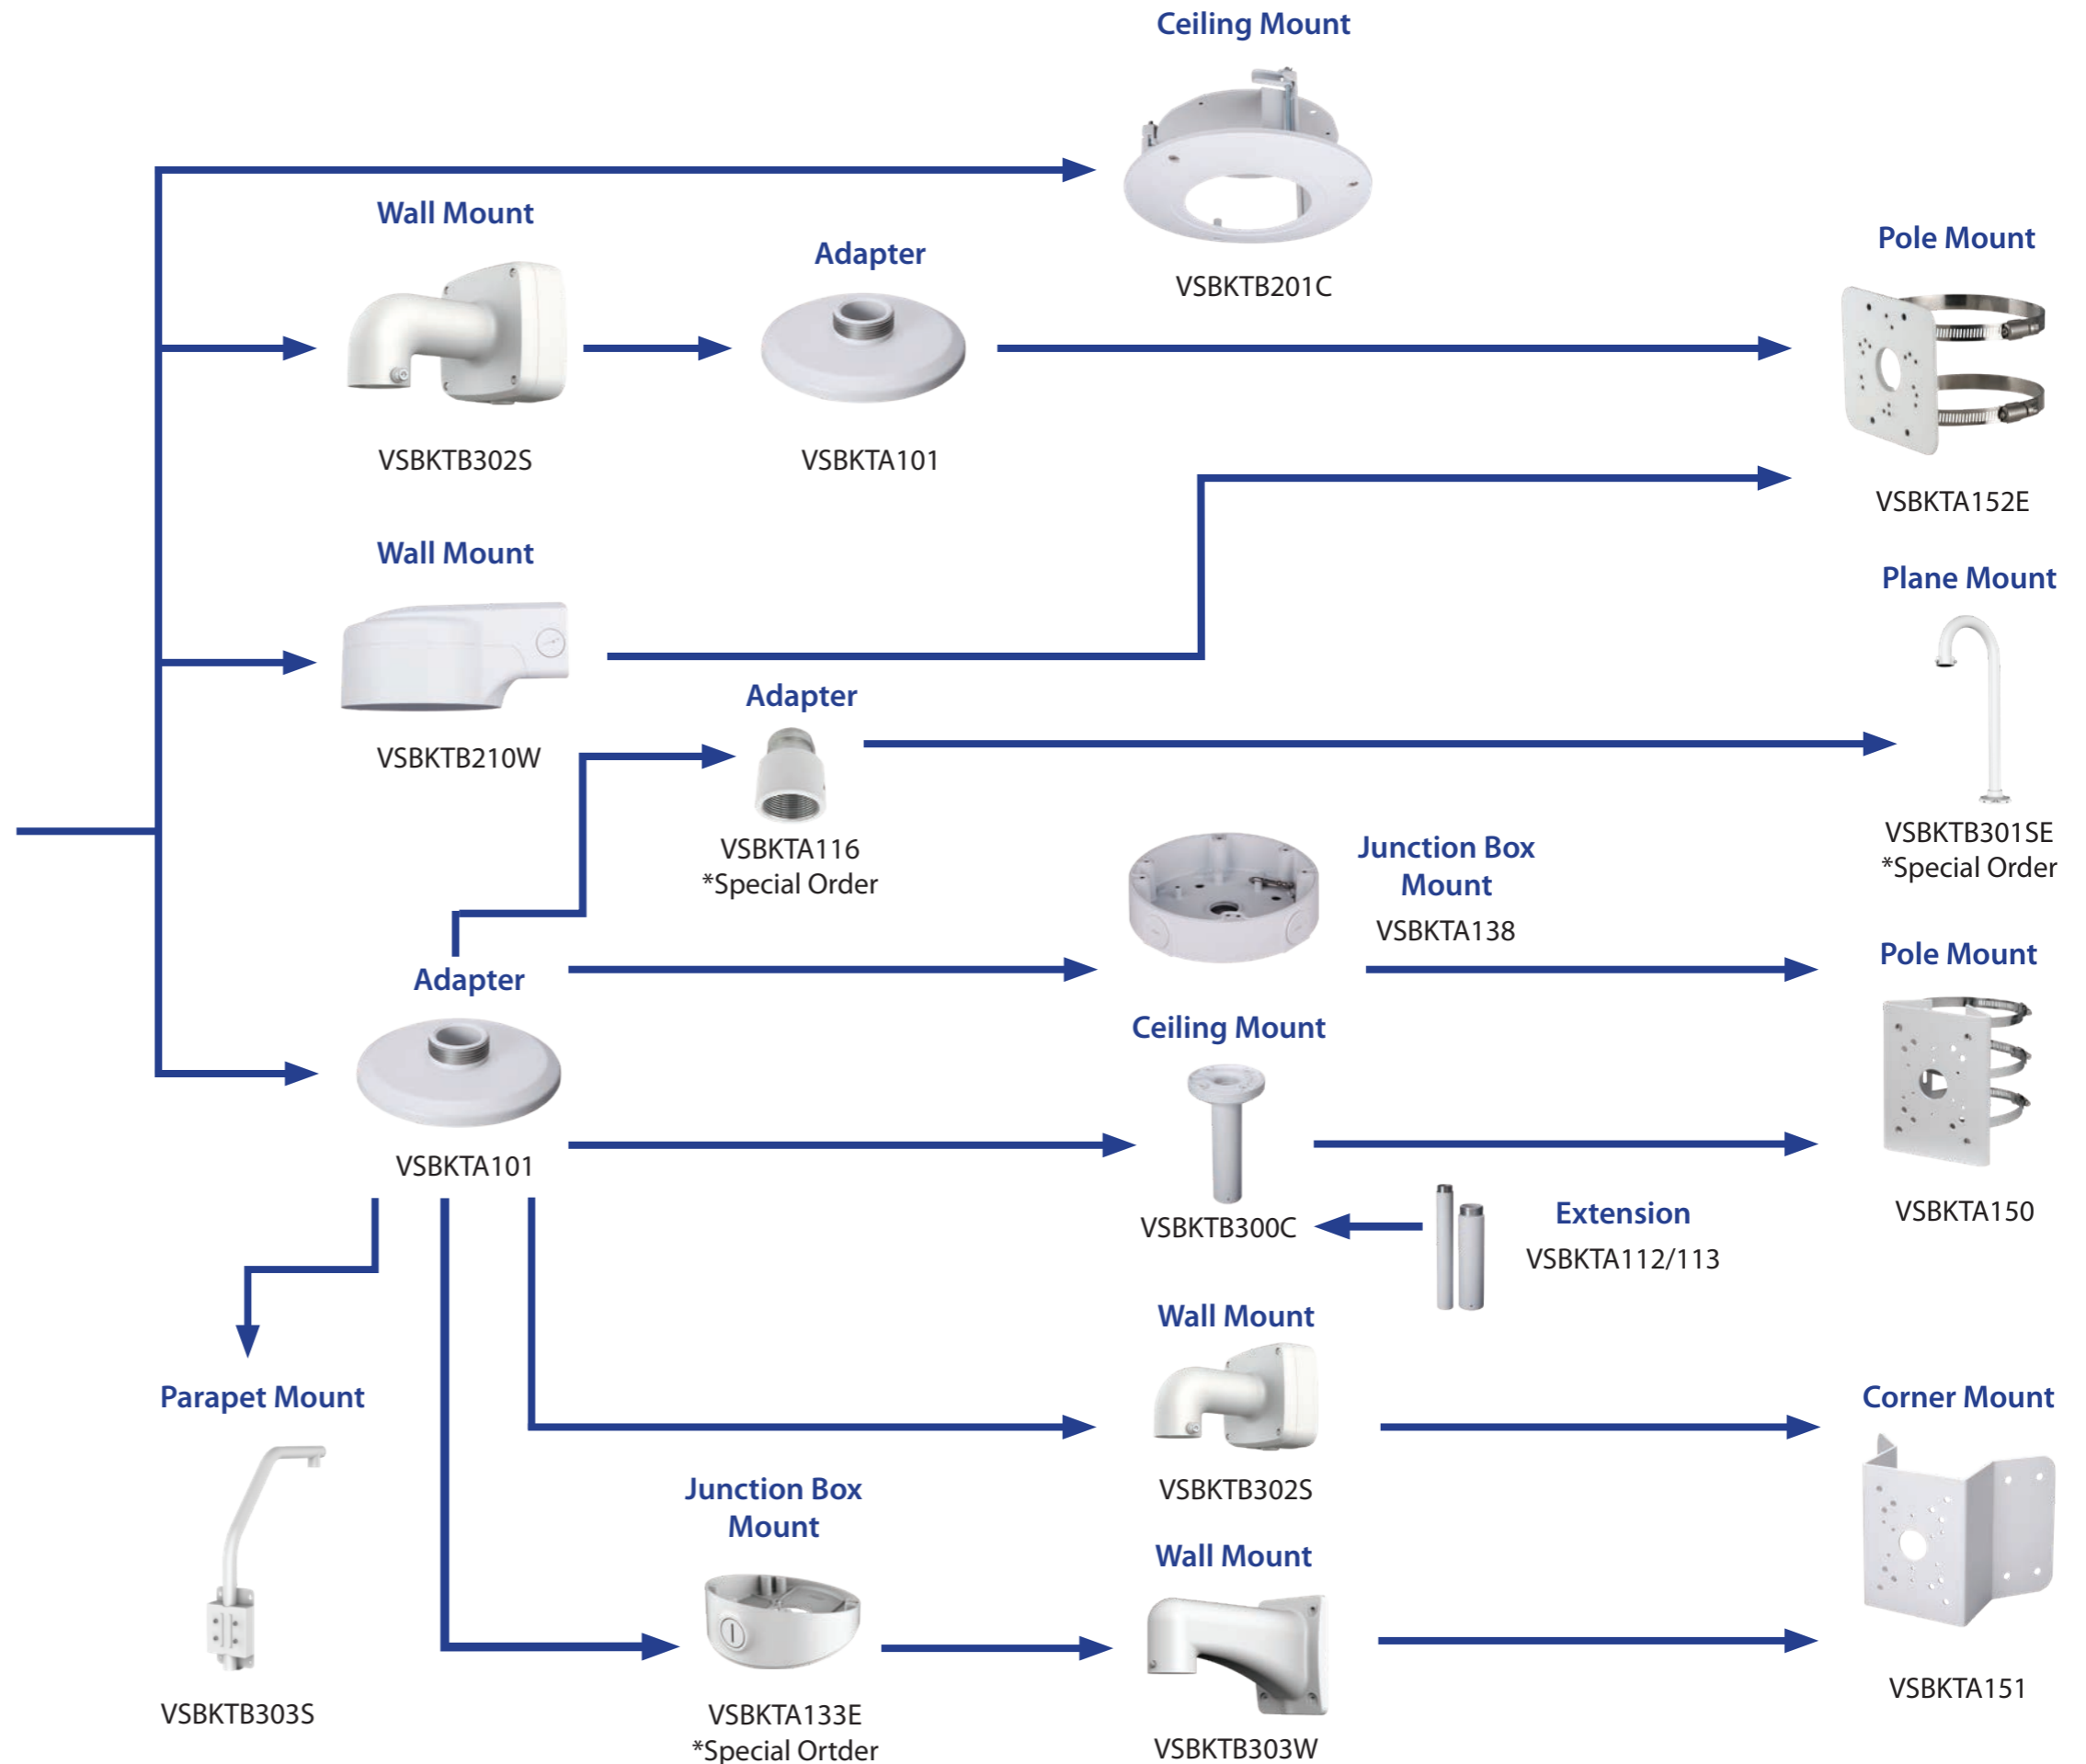 Ceiling Mount
VSBKTB201C
Wall Mount
VSBKTB302S
Adapter
VSBKTA101
Pole Mount
VSBKTA152E
Wall Mount
VSBKTB210W
Plane Mount
VSBKTB301SE
*Special Order
Adapter
VSBKTA116
*Special Order
Junction Box
Mount
VSBKTA138
Adapter
VSBKTA101
Pole Mount
VSBKTA150
Ceiling Mount
VSBKTB300C
Extension
VSBKTA112/113
Wall Mount
VSBKTB302S
Parapet Mount
VSBKTB303S
Corner Mount
VSBKTA151
Junction Box
Mount
VSBKTA133E
*Special Ortder
Wall Mount
VSBKTB303W